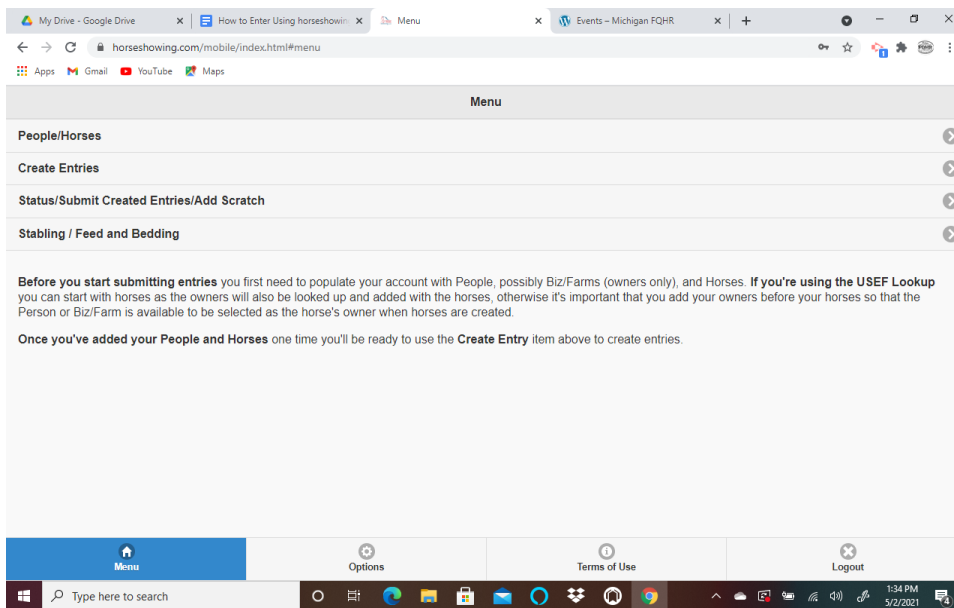 My Drive - Google Drive
How to Enter Using horseshowin
Menu
Events – Michigan FQHR
horseshowing.com/mobile/index.html#menu
Apps Gmail YouTube Maps
Menu
People/Horses
Create Entries
Status/Submit Created Entries/Add Scratch
Stabling / Feed and Bedding
Before you start submitting entries you first need to populate your account with People, possibly Biz/Farms (owners only), and Horses. If you're using the USEF Lookup
you can start with horses as the owners will also be looked up and added with the horses, otherwise it's important that you add your owners before your horses so that the
Person or Biz/Farm is available to be selected as the horse's owner when horses are created.
Once you've added your People and Horses one time you'll be ready to use the Create Entry item above to create entries.
Menu
Options
Terms of Use
Logout
Type here to search
1:34 PM
5/2/2021
4